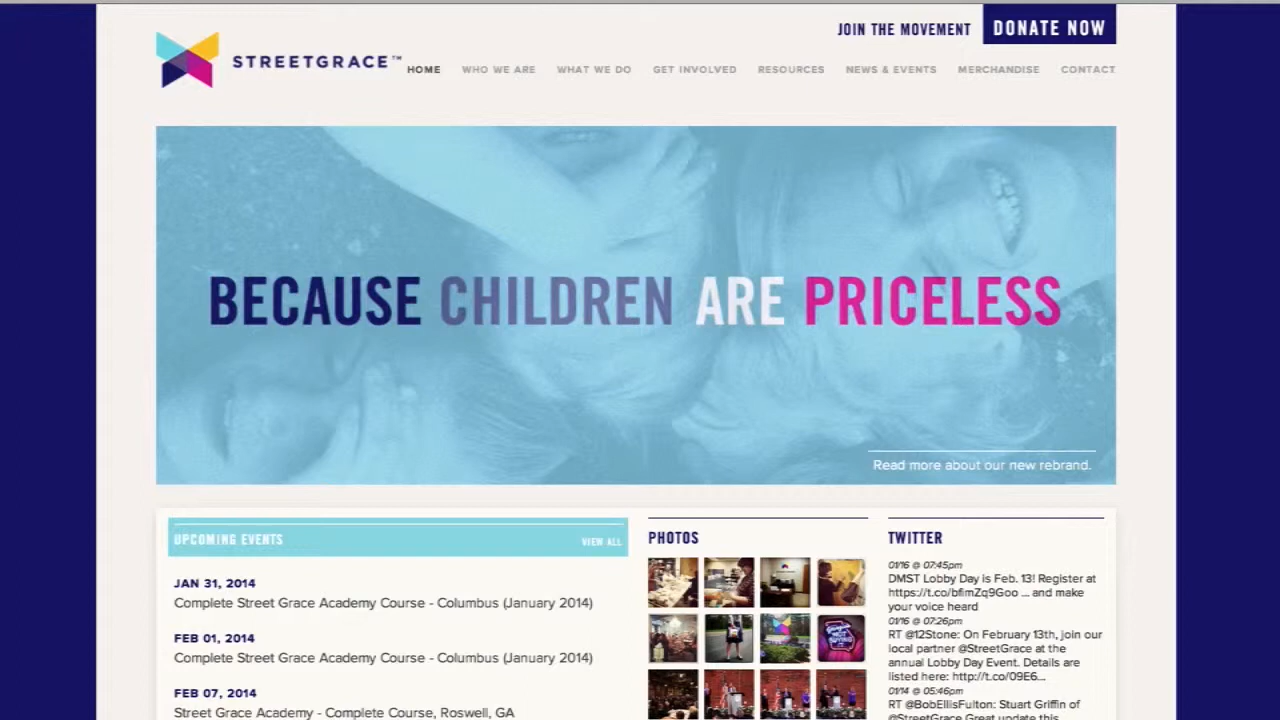 JOIN THE MOVEMENT
DONATE NOW
STREETGRACE™
HOME WHO WE ARE WHAT WE DO GET INVOLVED RESOURCES NEWS & EVENTS MERCHANDISE CONTACT
BECAUSE CHILDREN ARE PRICELESS
Read more about our new rebrand.
UPCOMING EVENTS
VIEW ALL
JAN 31, 2014
Complete Street Grace Academy Course - Columbus (January 2014)
FEB 01, 2014
Complete Street Grace Academy Course - Columbus (January 2014)
FEB 07, 2014
Street Grace Academy - Complete Course, Roswell, GA
PHOTOS
TWITTER
01/16 @ 07:45pm
DMST Lobby Day is Feb. 13! Register at
https://t.co/bfimZq9Goo ... and make
your voice heard
01/16 @ 07:26pm
RT @12Stone: On February 13th, join our
local partner @StreetGrace at the
annual Lobby Day Event. Details are
listed here: http://t.co/09E6...
01/14 @ 05:46pm
RT @BobEllisFulton: Stuart Griffin of
@StreetGrace Great update this